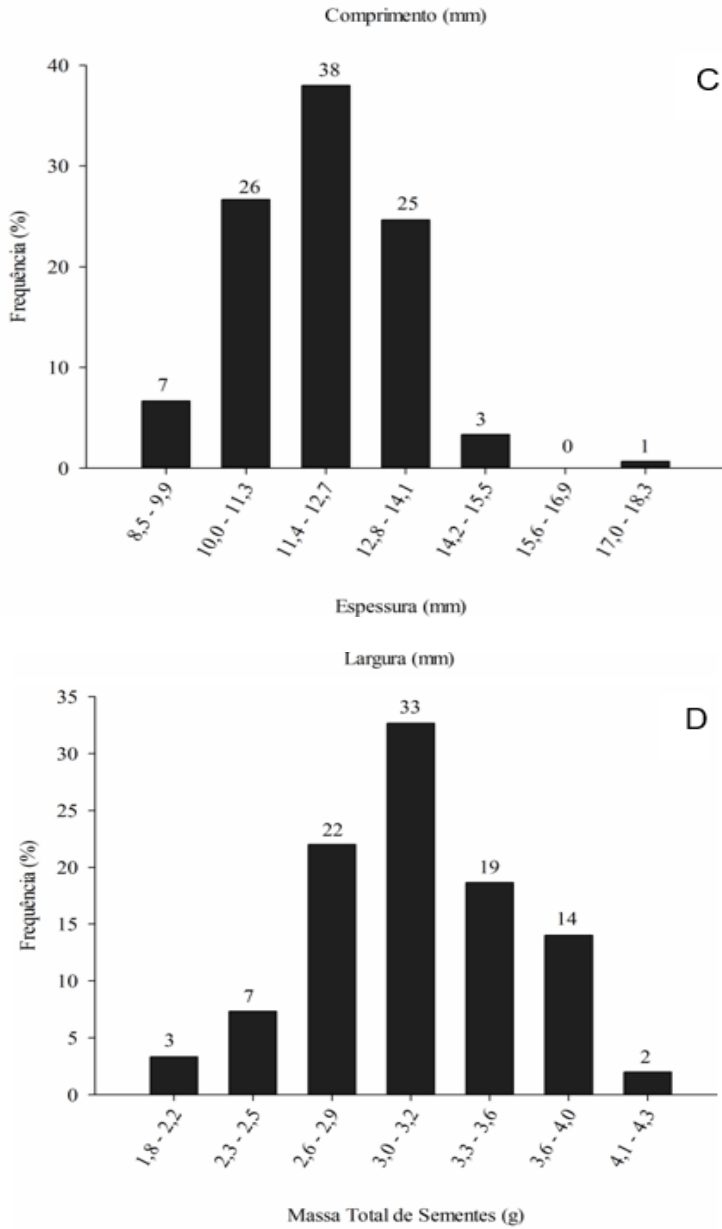 Comprimento (mm)
C
Frequência (%)
40
30
20
10
0
7
26
38
25
3
0
1
8,5 - 9,9
10,0 - 11,3
11,4 - 12,7
12,8 - 14,1
14,2 - 15,5
15,6 - 16,9
17,0 - 18,3
Espessura (mm)
Largura (mm)
D
Frequência (%)
35
30
25
20
15
10
5
0
3
7
22
33
19
14
2
1,8 - 2,2
2,3 - 2,5
2,6 - 2,9
3,0 - 3,2
3,3 - 3,6
3,6 - 4,0
4,1 - 4,3
Massa Total de Sementes (g)